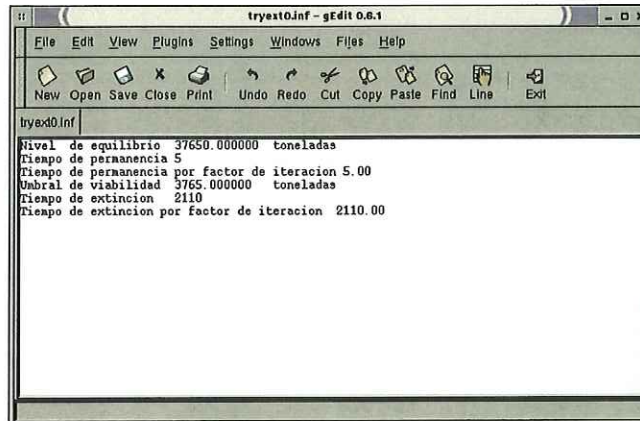 tryext0.inf - gEdit 0.6.1
File Edit View Plugins Settings Windows Files Help
New Open Save Close Print Undo Redo Cut Copy Paste Find Line Exit
tryext0.inf
Nivel de equilibrio 37650.000000 toneladas
Tiempo de permanencia 5
Tiempo de permanencia por factor de iteracion 5.00
Umbral de viabilidad 3765.000000 toneladas
Tiempo de extincion 2110
Tiempo de extincion por factor de iteracion 2110.00